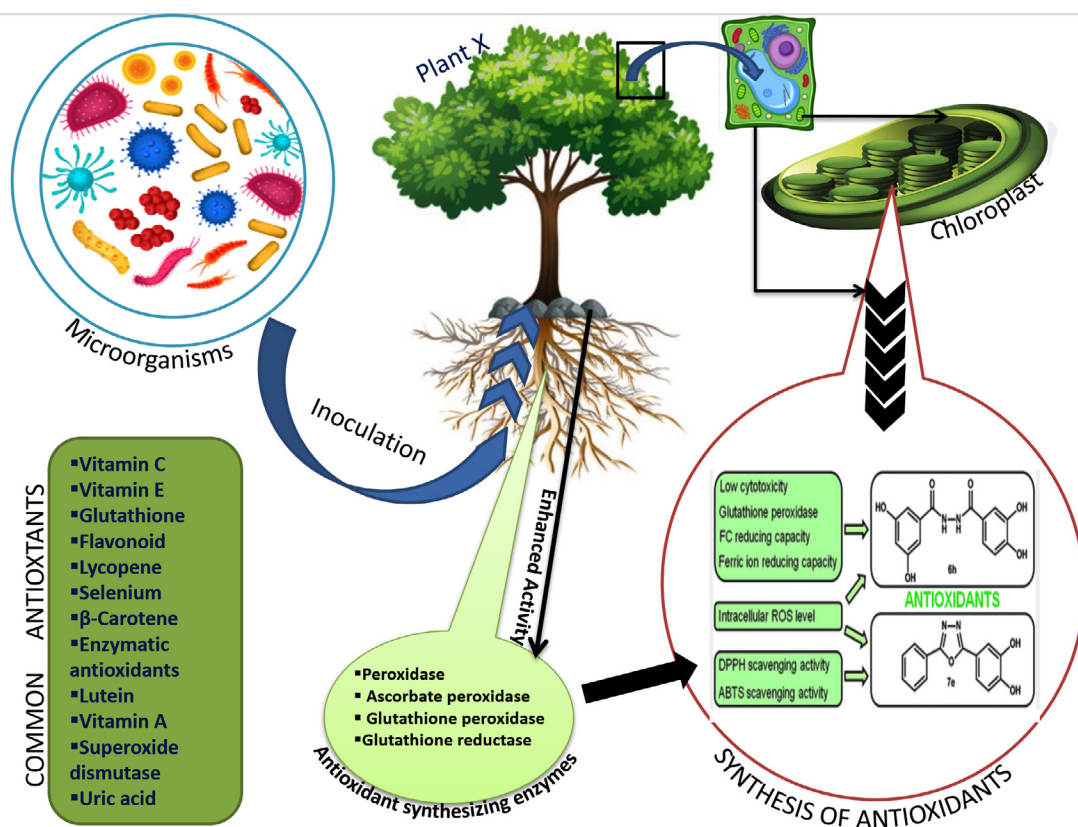 Plant X
Chloroplast
Microorganisms
Inoculation
Enhanced Activity
COMMON ANTIOXTANTS
▪Vitamin C
▪Vitamin E
▪Glutathione
▪Flavonoid
▪Lycopene
▪Selenium
▪β-Carotene
▪Enzymatic
antioxidants
▪Lutein
▪Vitamin A
▪Superoxide
dismutase
▪Uric acid
▪Peroxidase
▪Ascorbate peroxidase
▪Glutathione peroxidase
▪Glutathione reductase
Antioxidant synthesizing enzymes
Low cytotoxicity
Glutathione peroxidase
FC reducing capacity
Ferric ion reducing capacity
Intracellular ROS level
DPPH scavenging activity
ABTS scavenging activity
O O
HO OH
N–N
H H
OH
OH
6h
ANTIOXIDANTS
N–N
O
OH
OH
7e
SYNTHESIS OF ANTIOXIDANTS